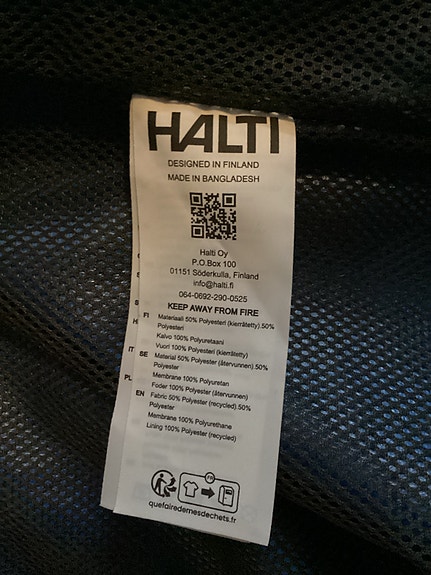 HALTI
DESIGNED IN FINLAND
MADE IN BANGLADESH
Halti Oy
P.O.Box 100
01151 Söderkulla, Finland
info@halti.fi
064-0692-290-0525
KEEP AWAY FROM FIRE
FI Materiaali 50% Polyesteri (kierrätetty).50%
Polyesteri
Kalvo 100% Polyuretaani
Vuori 100% Polyesteri (kierrätetty)
SE Material 50% Polyester (återvunnen).50%
Polyester
Membrane 100% Polyuretan
Foder 100% Polyester (återvunnen)
EN Fabric 50% Polyester (recycled).50%
Polyester
Membrane 100% Polyurethane
Lining 100% Polyester (recycled)
IT
PL
FR
quefairedemesdechets.fr